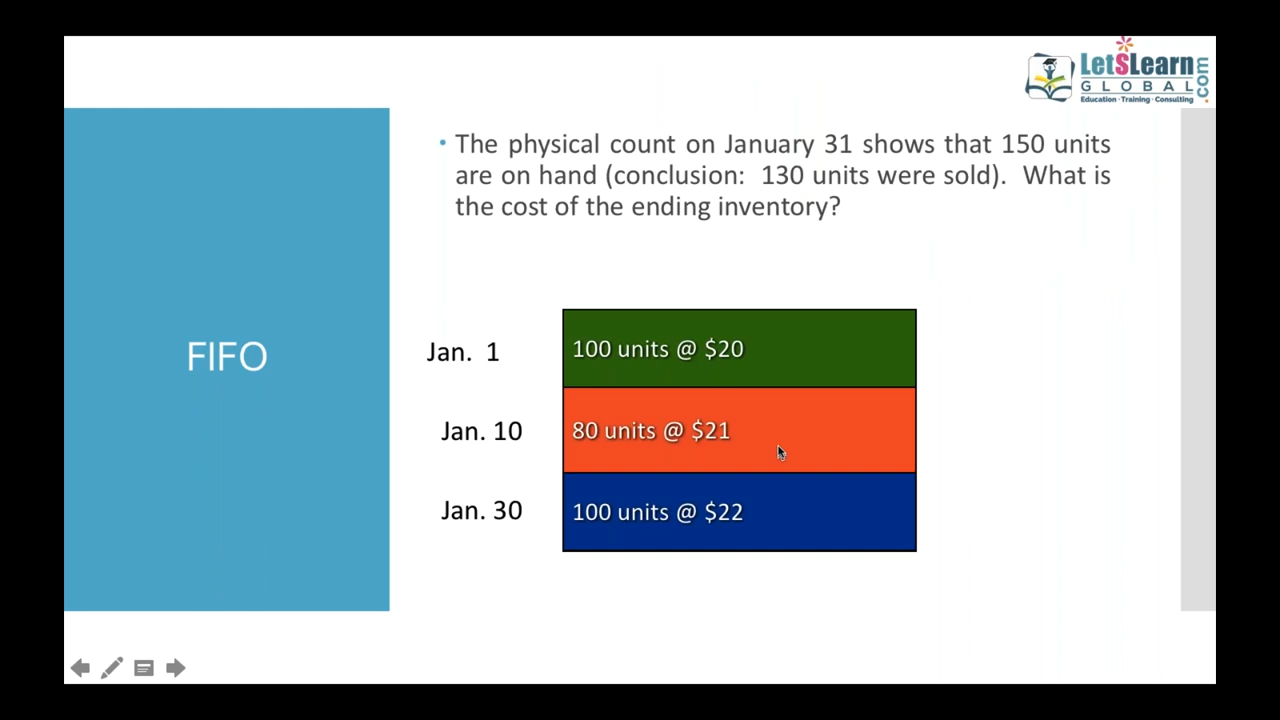 LetSLearn
.com
GLOBAL
Education · Training · Consulting
• The physical count on January 31 shows that 150 units
are on hand (conclusion: 130 units were sold). What is
the cost of the ending inventory?
FIFO
Jan. 1
100 units @ $20
Jan. 10
80 units @ $21
Jan. 30
100 units @ $22